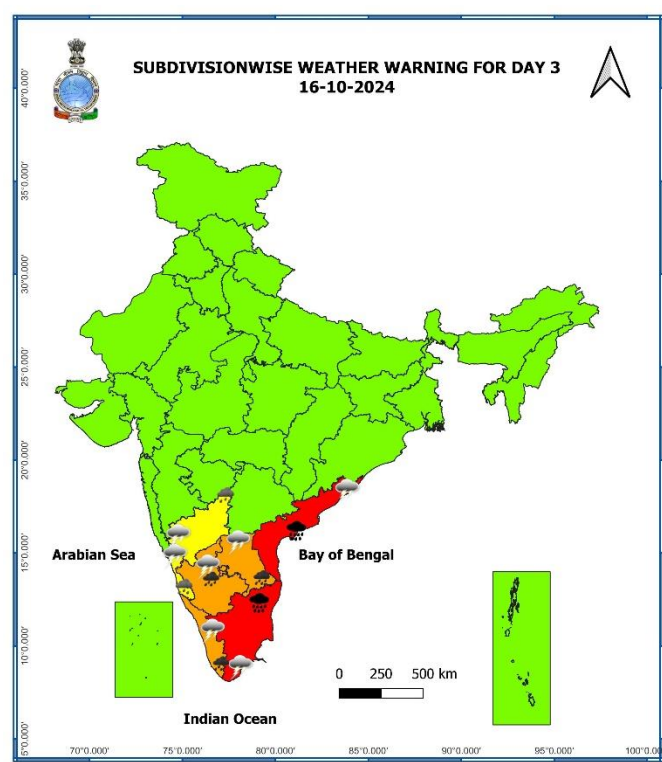 SUBDIVISIONWISE WEATHER WARNING FOR DAY 3
16-10-2024
40°0.000'
35°0.000'
30°0.000'
25°0.000'
20°0.000'
15°0.000'
10°0.000'
5°0.000'
Arabian Sea
Bay of Bengal
0 250 500 km
Indian Ocean
70°0.000' 75°0.000' 80°0.000' 85°0.000' 90°0.000' 95°0.000' 100°0.0